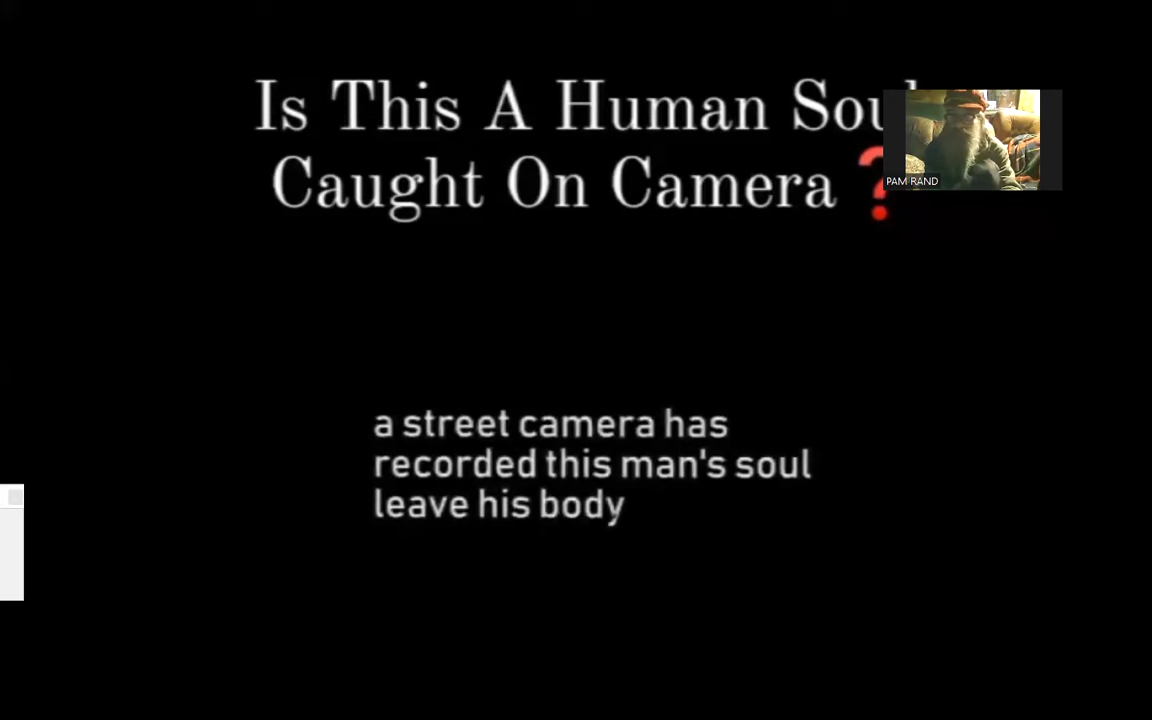 Is This A Human Sou
Caught On Camera ?
PAM RAND
a street camera has
recorded this man's soul
leave his body